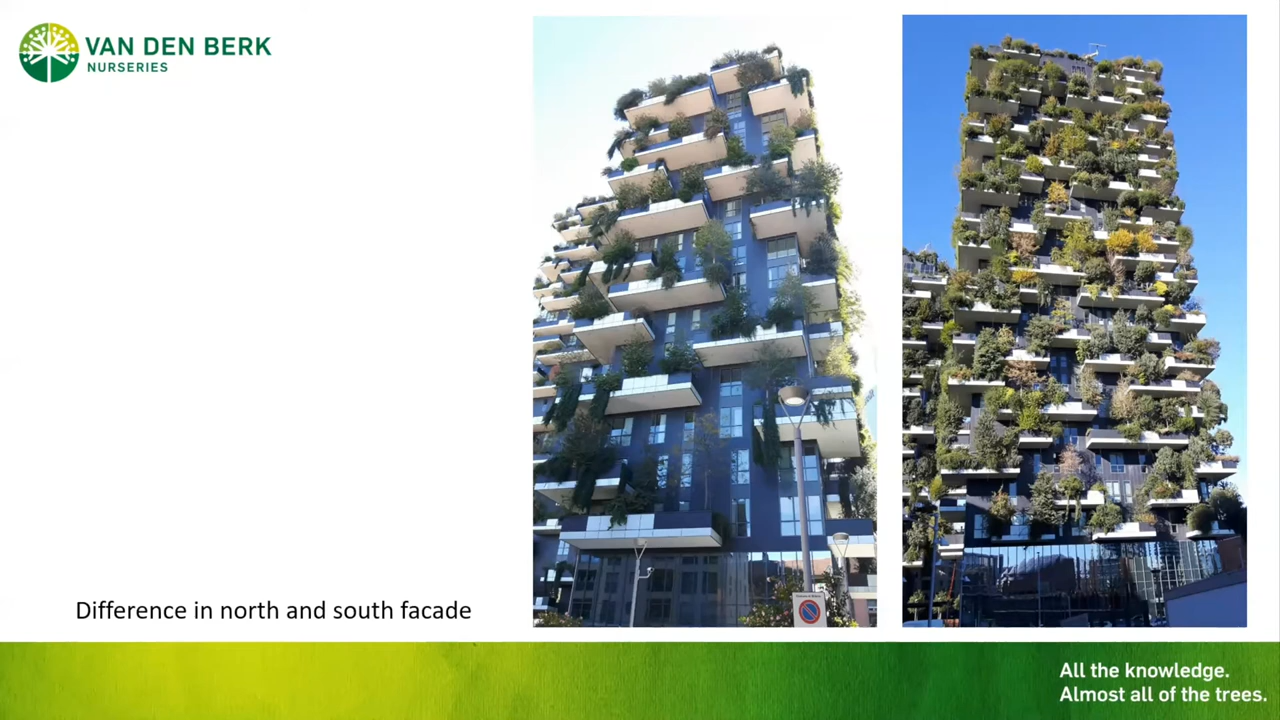 VAN DEN BERK
NURSERIES
Difference in north and south facade
All the knowledge.
Almost all of the trees.